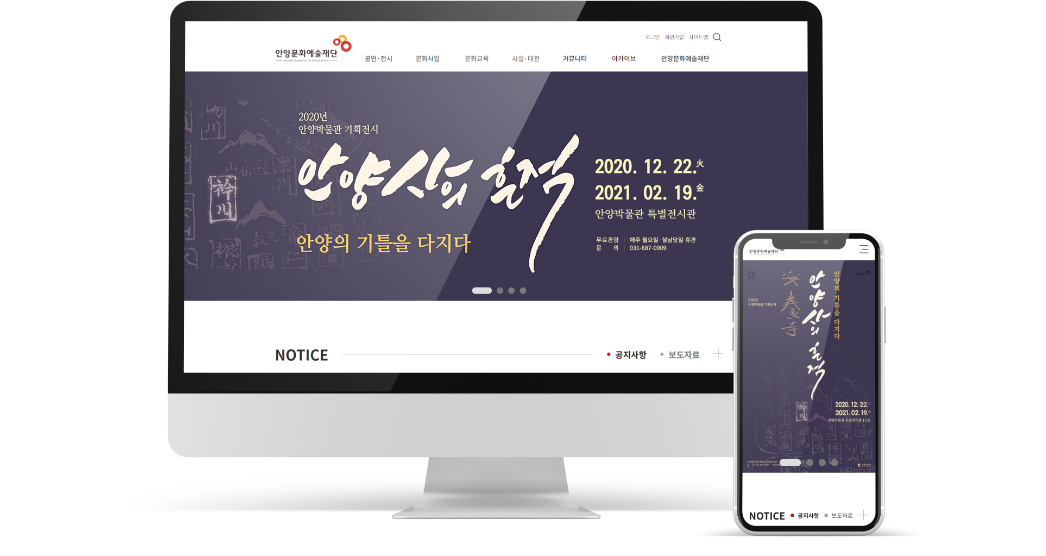 로그인 회원가입 사이트맵
안양문화예술재단
공연·전시 문화사업 문화교육 시설·대관 커뮤니티 아카이브 안양문화예술재단
2020년
안양박물관 기획전시
안양사의 흔적
안양의 기틀을 다지다
2020. 12. 22.火
2021. 02. 19.金
안양박물관 특별전시관
무료관람 매주 월요일·설날당일 휴관
문 의 031-687-0909
衿川
NOTICE 공지사항 보도자료
안양문화예술재단
안양사의 흔적
안양의 기틀을 다지다
2020. 12. 22.
2021. 02. 19.
NOTICE 공지사항 보도자료